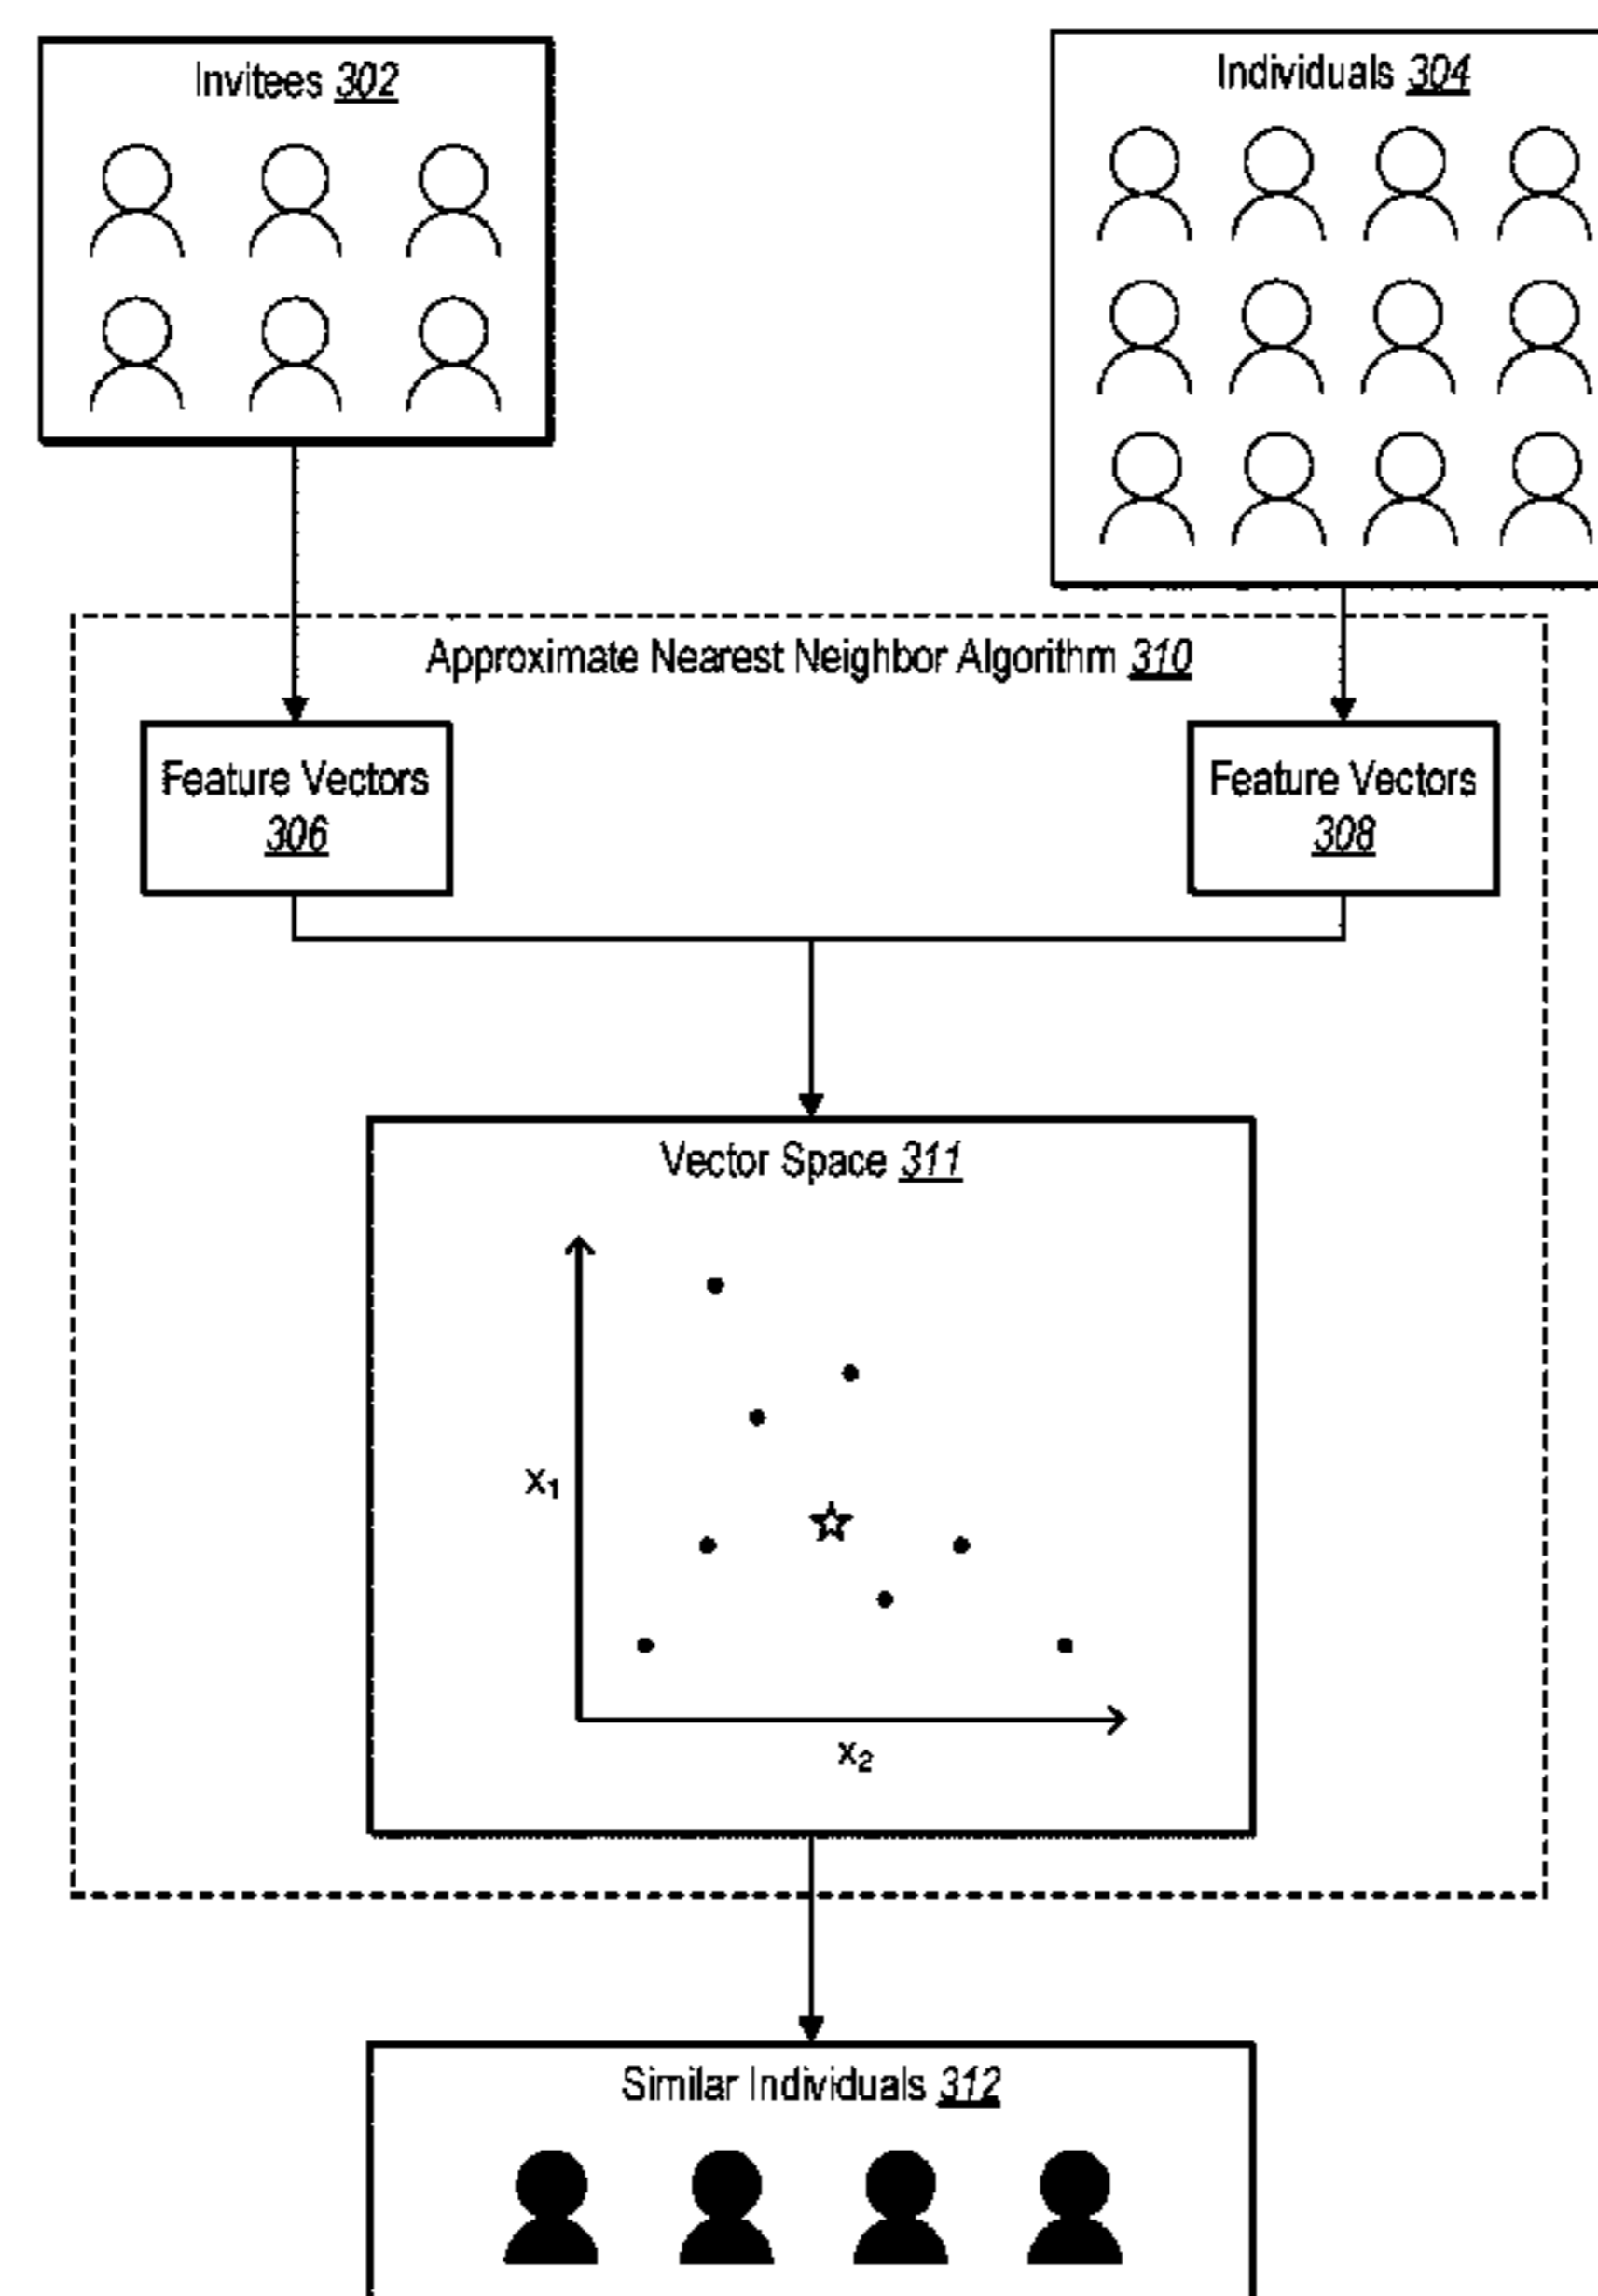 Invitees 302
Individuals 304
Approximate Nearest Neighbor Algorithm 310
Feature Vectors
306
Feature Vectors
308
Vector Space 311
x₁
x₂
Similar Individuals 312